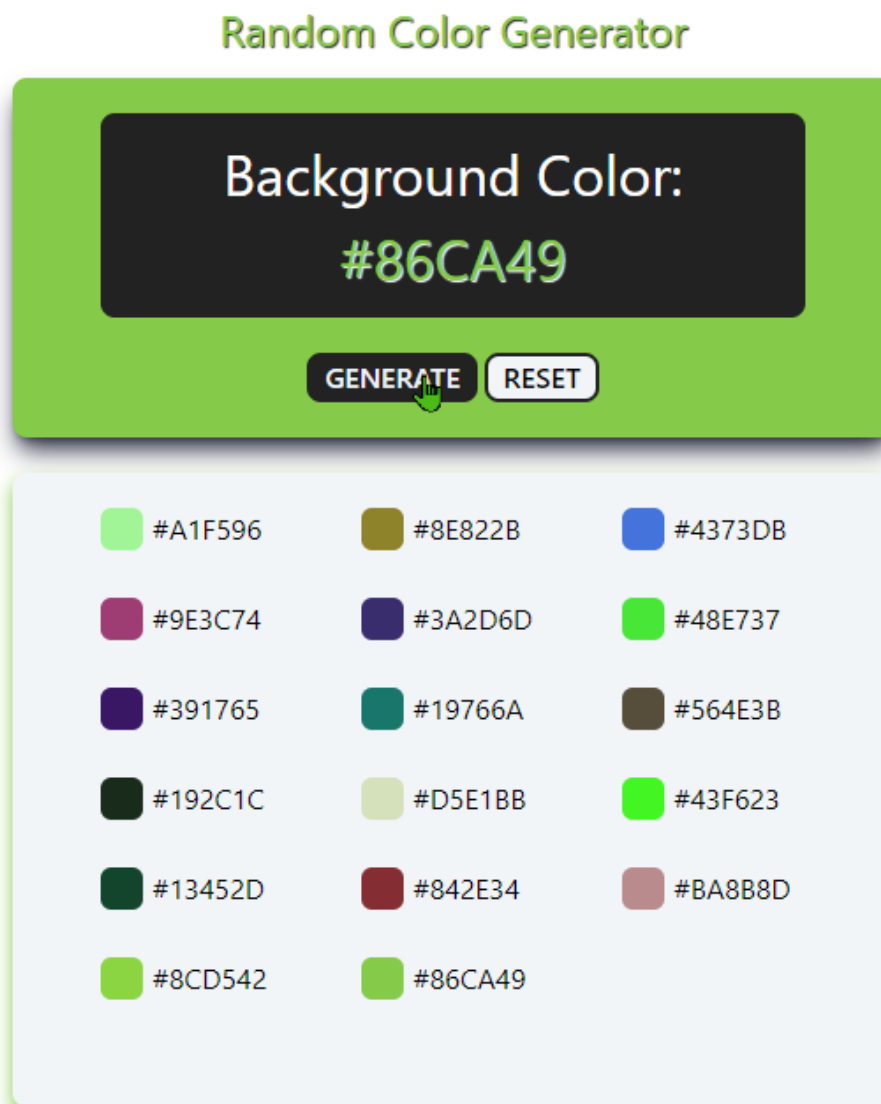 Random Color Generator
Background Color:
#86CA49
GENERATE RESET
#A1F596 #8E822B #4373DB
#9E3C74 #3A2D6D #48E737
#391765 #19766A #564E3B
#192C1C #D5E1BB #43F623
#13452D #842E34 #BA8B8D
#8CD542 #86CA49